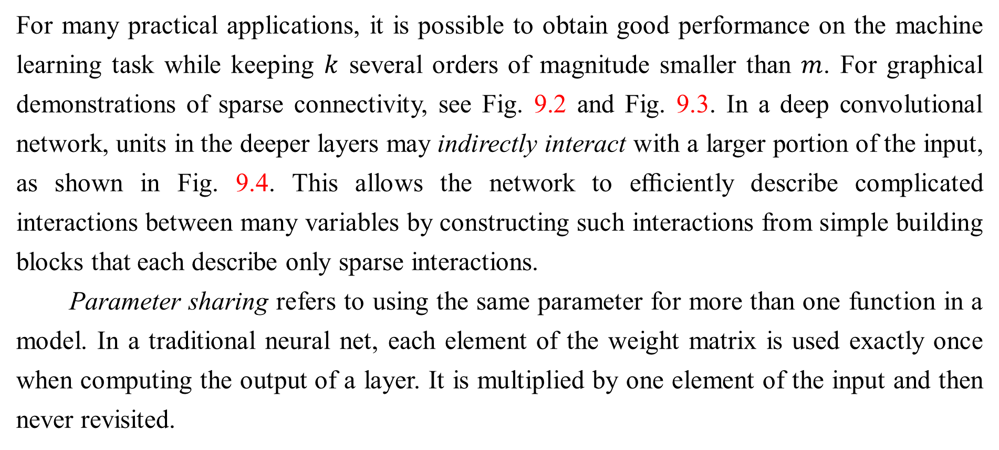 For many practical applications, it is possible to obtain good performance on the machine
learning task while keeping k several orders of magnitude smaller than m. For graphical
demonstrations of sparse connectivity, see Fig. 9.2 and Fig. 9.3. In a deep convolutional
network, units in the deeper layers may indirectly interact with a larger portion of the input,
as shown in Fig. 9.4. This allows the network to efficiently describe complicated
interactions between many variables by constructing such interactions from simple building
blocks that each describe only sparse interactions.
Parameter sharing refers to using the same parameter for more than one function in a
model. In a traditional neural net, each element of the weight matrix is used exactly once
when computing the output of a layer. It is multiplied by one element of the input and then
never revisited.